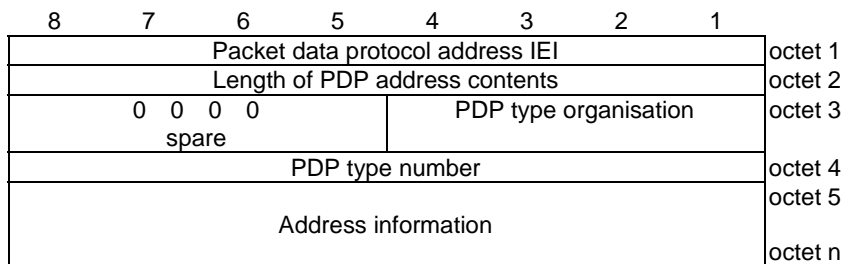 8 7 6 5 4 3 2 1
Packet data protocol address IEI octet 1
Length of PDP address contents octet 2
0 0 0 0 PDP type organisation octet 3
spare
PDP type number octet 4
octet 5
Address information
octet n